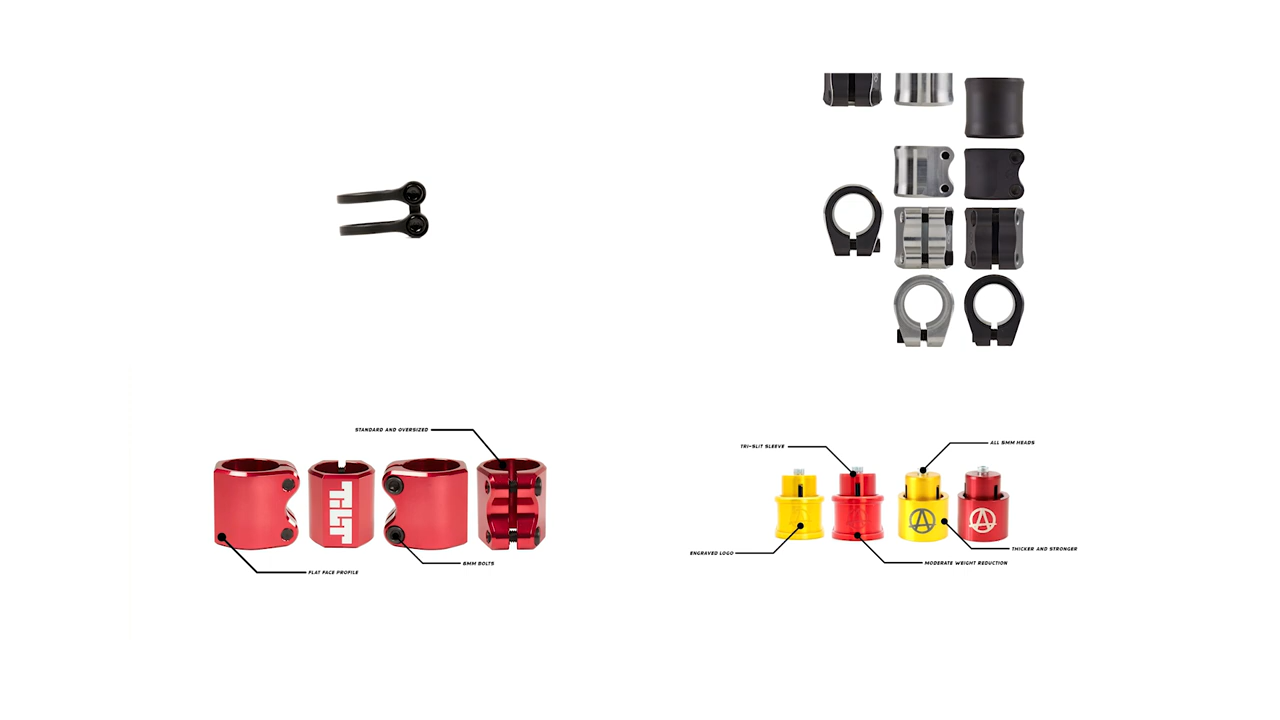 STANDARD AND OVERSIZED
TILT
FLAT FACE PROFILE
6MM BOLTS
TRI-SLIT SLEEVE
ALL 5MM HEADS
ENGRAVED LOGO
THICKER AND STRONGER
MODERATE WEIGHT REDUCTION